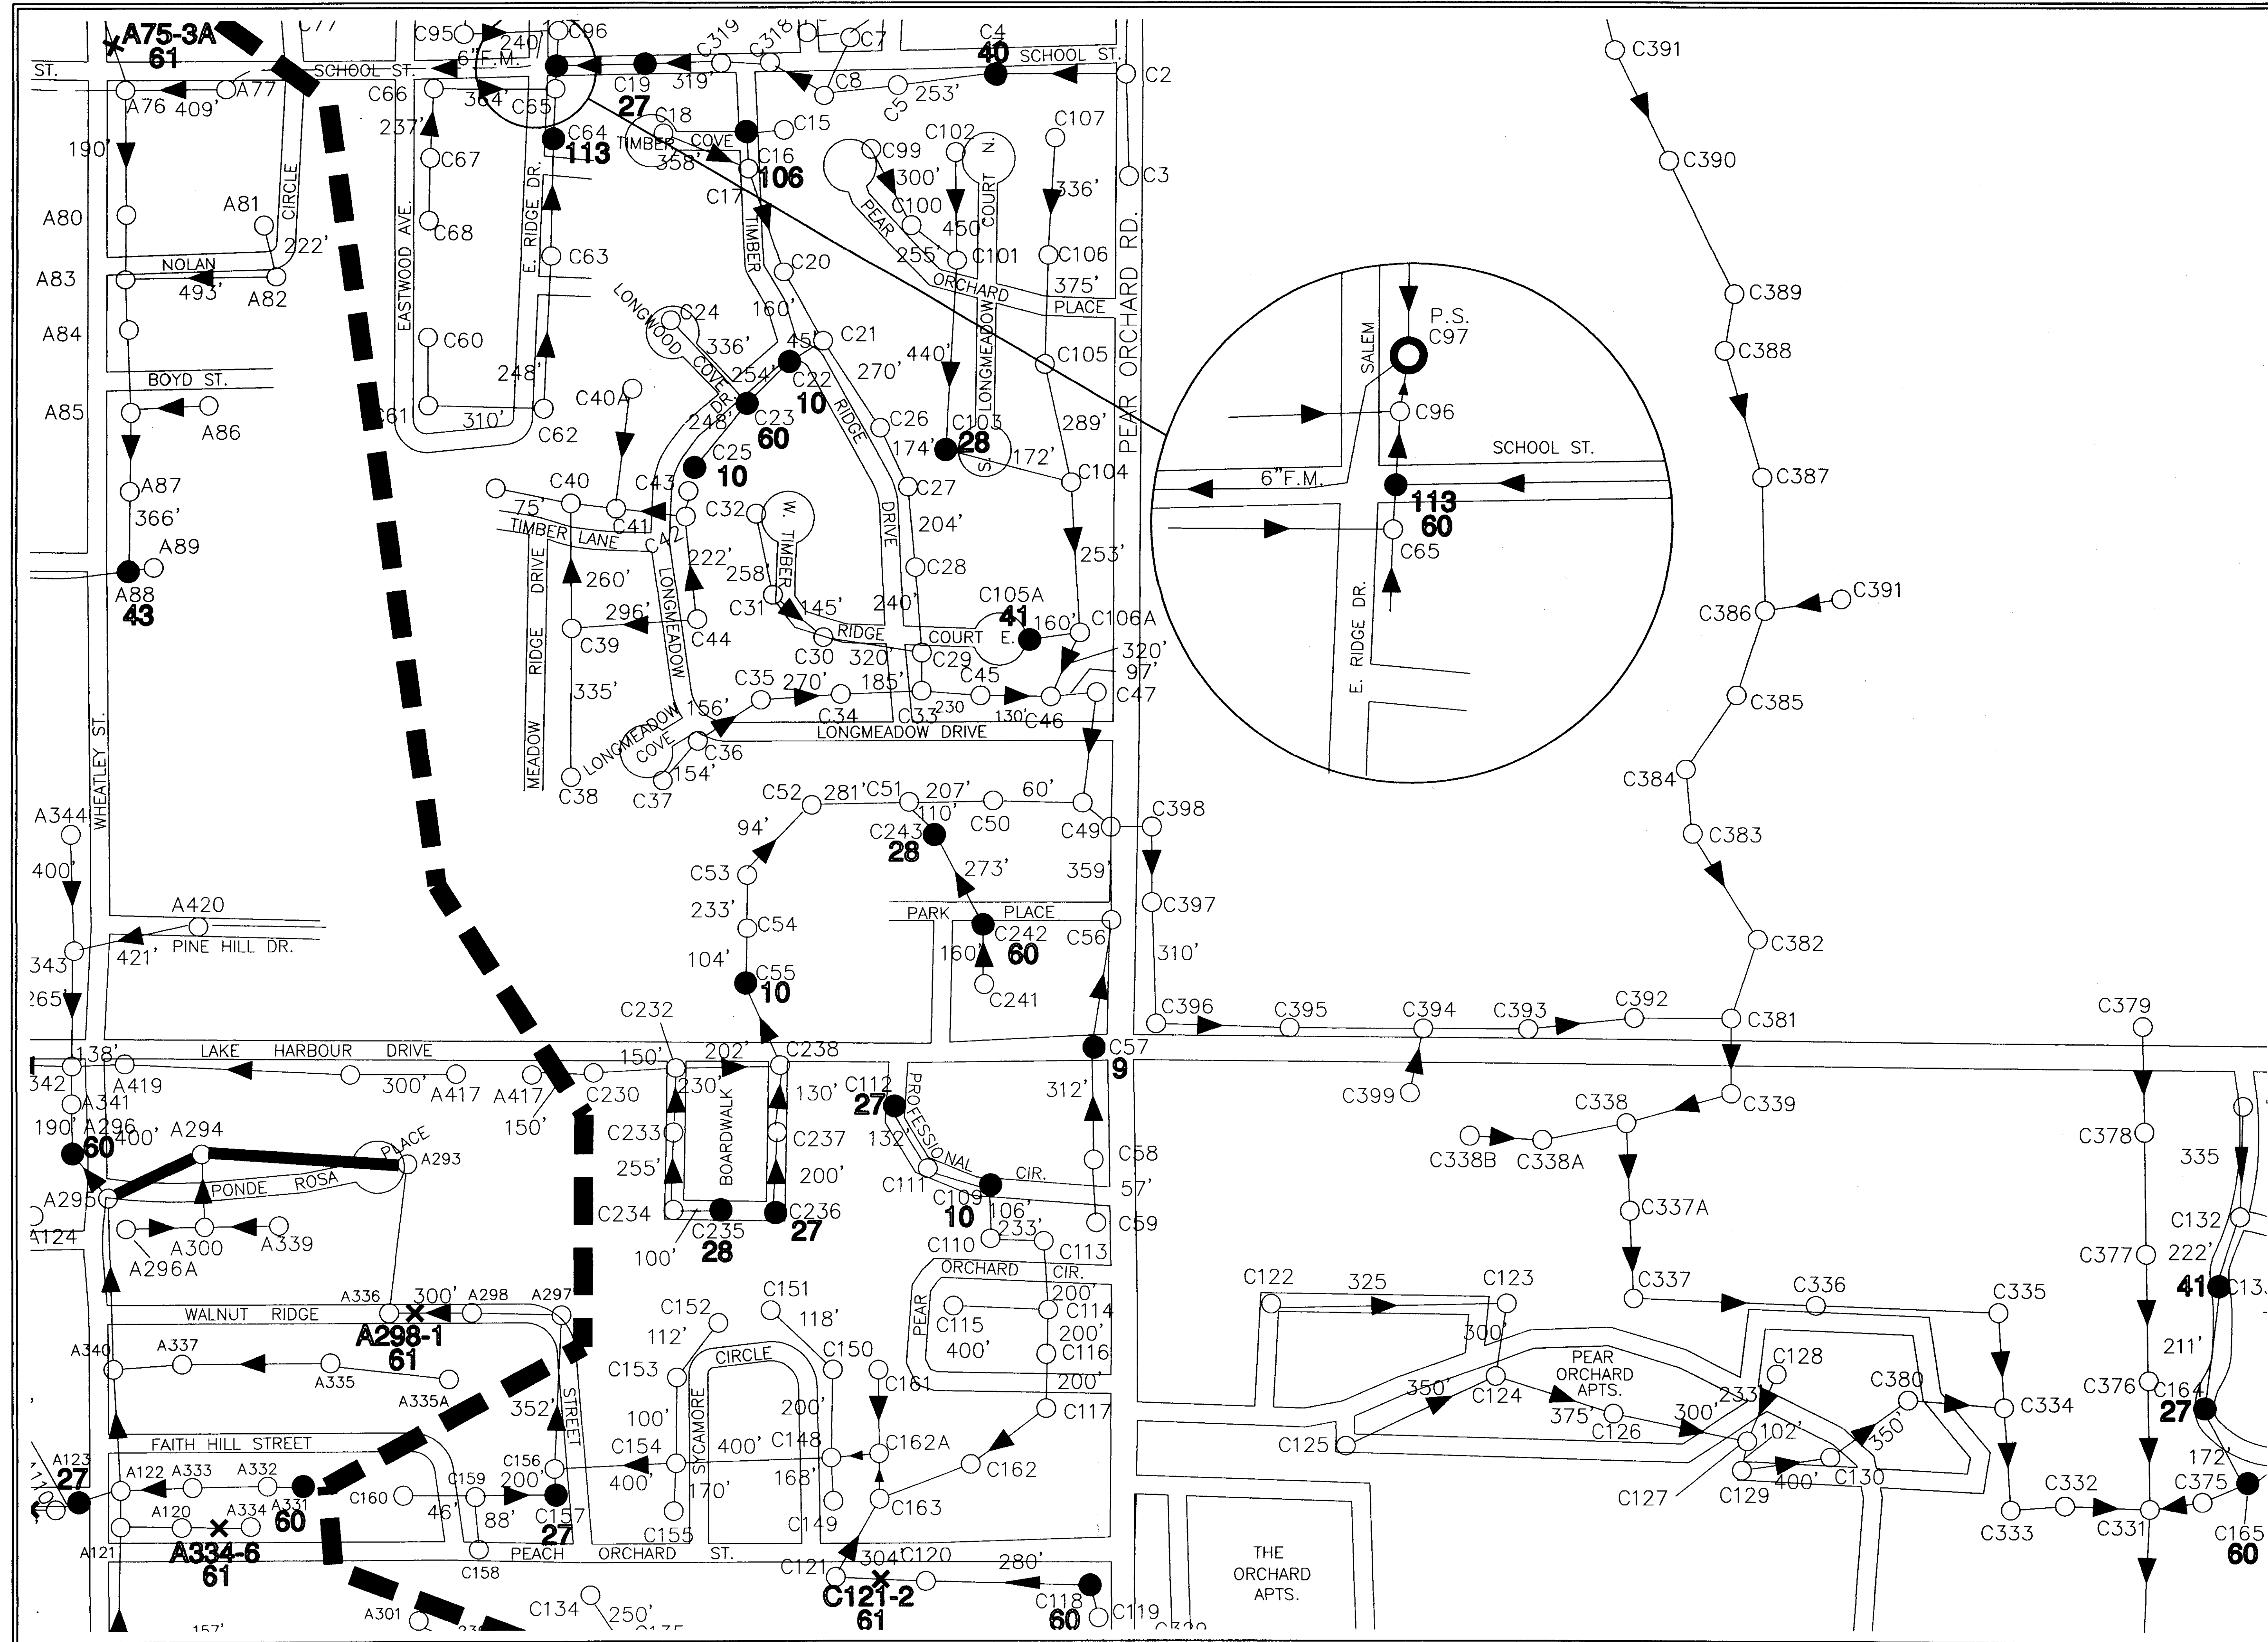 A75-3A
61
C77
C95
240'
C96
C319
C318
C7
C4
40
C391
ST.
SCHOOL ST.
6"F.M.
C19
319'
27
C8
C5
253'
SCHOOL ST.
C2
A76
409'
A77
C66
364'
C65
237'
C64
113
C18
TIMBER COVE
358'
C15
C16
106
C17
C99
300'
C102
C107
336'
C3
C390
190'
A80
A81
CIRCLE
222'
NOLAN
493'
A82
A83
A84
BOYD ST.
A85
A86
A87
366'
A89
A88
43
C67
C68
EASTWOOD AVE.
E. RIDGE DR.
C63
C60
248'
C61
310'
C62
TIMBER
C20
160'
45'
C21
C22
10
LONGWOOD COVE
C24
336'
254'
C23
60
DR.
248'
C25
10
270'
RIDGE
DRIVE
C26
C27
204'
C28
240'
PEAR
C100
450'
255'
C101
ORCHARD
PLACE
COURT N.
C106
375'
C105
440'
S. LONGMEADOW
C103
28
174'
172'
289'
C104
253'
PEAR ORCHARD RD.
C40A
C40
75'
C41
C43
C42
TIMBER LANE
222'
LONGMEADOW
C32
W. TIMBER
258'
C31
145'
C30
RIDGE
COURT
E.
320'
C29
C105A
41
160'
C106A
320'
97'
C47
260'
296'
C39
C44
335'
C38
MEADOW RIDGE DRIVE
C35
270'
185'
C34
C33
230
C45
130'
C46
156'
LONGMEADOW
COVE
C36
154'
C37
LONGMEADOW DRIVE
SALEM
P.S.
C97
C96
SCHOOL ST.
6"F.M.
113
60
C65
E. RIDGE DR.
C389
C388
C387
C386
C391
C385
C384
C383
C382
C381
WHEATLEY ST.
A344
400'
A420
PINE HILL DR.
421'
343
265'
C52
281'
C51
207'
60'
110'
C50
C49
C398
C243
28
94'
C53
233'
C54
104'
C55
10
273'
359'
PARK PLACE
C242
60
160'
C241
C56
C397
310'
C396
C395
C394
C393
C392
C379
C232
LAKE HARBOUR DRIVE
138'
342
A419
300'
A417
A417
150'
C230
150'
202'
230'
C238
C57
9
C399
C339
C338
A341
190'
A296
60
400'
A294
PLACE
A293
PONDE ROSA
A295
A124
A300
A339
A296A
C233
255'
C234
BOARDWALK
130'
C237
200'
C235
28
100'
C236
27
C112
27
132'
PROFESSIONAL
CIR.
C111
C109
10
106'
57'
312'
C58
C59
233'
C110
C113
C338B
C338A
C337A
C337
C336
C335
C378
335
C132
C377
222'
41
C133
211'
WALNUT RIDGE
A336
300'
A298
A297
A298-1
61
A340
A337
A335
A335A
STREET
352'
C151
C152
112'
118'
C153
CIRCLE
C150
C161
SYCAMORE
100'
C154
400'
200'
C148
C162A
400'
170'
168'
C155
C149
C163
C162
ORCHARD CIR.
PEAR
200'
C114
C115
400'
200'
C116
200'
C117
C122
325
C123
300'
C124
350'
375'
C125
C126
PEAR
ORCHARD
APTS.
300'
233'
C128
102'
C127
C129
400'
C130
350'
C380
C334
C376
C164
27
172'
C333
C332
C331
C375
C165
60
FAITH HILL STREET
A123
27
A122
A333
A332
A331
60
A120
A334
A334-6
61
A121
C160
C159
46'
88'
C156
200'
C157
27
C158
PEACH ORCHARD ST.
C121
304'
C120
280'
C121-2
61
C118
60
C119
THE
ORCHARD
APTS.
A301
C134
250'
157'